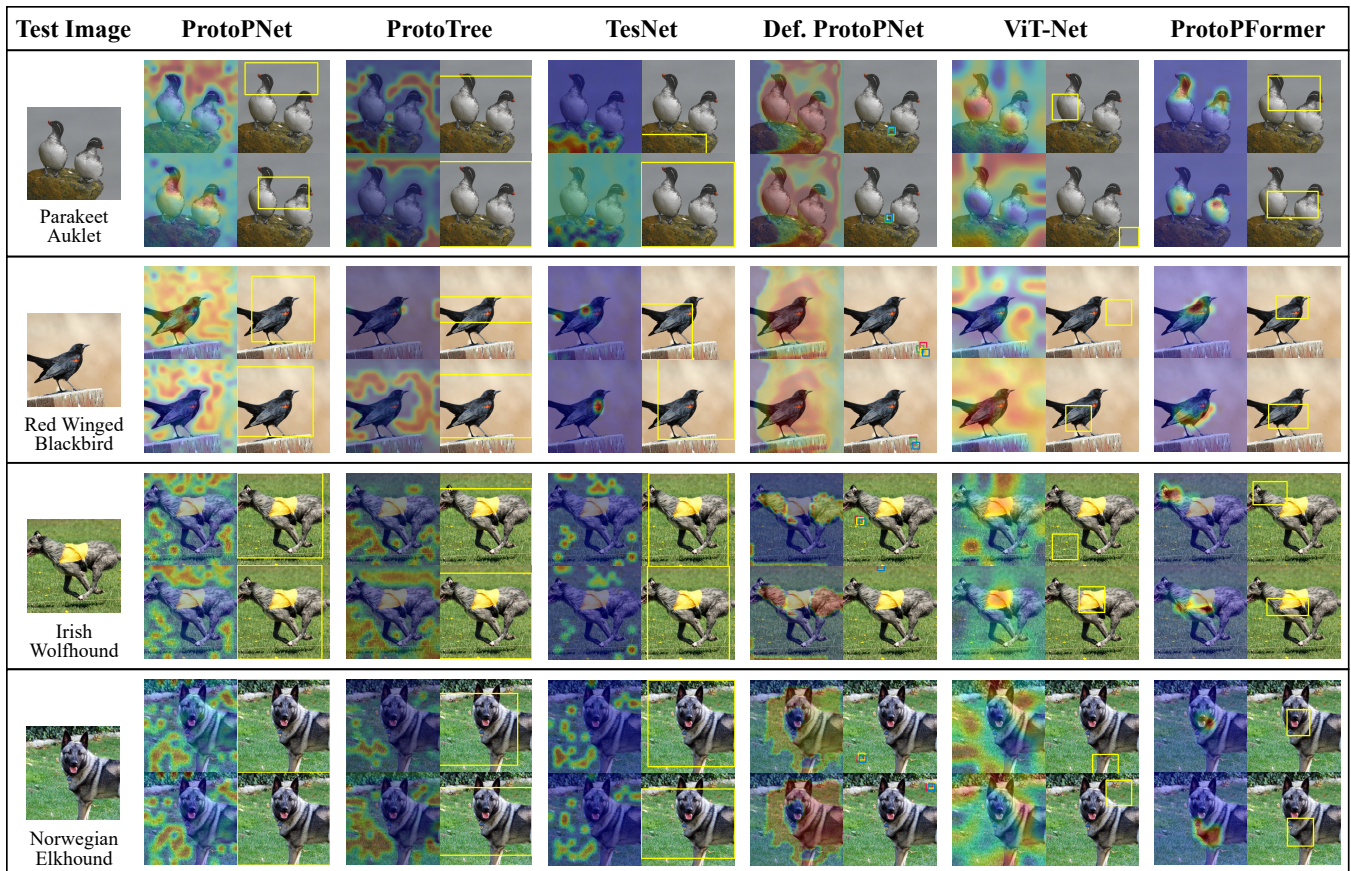 Test Image ProtoPNet ProtoTree TesNet Def. ProtoPNet ViT-Net ProtoPFormer
Parakeet
Auklet
Red Winged
Blackbird
Irish
Wolfhound
Norwegian
Elkhound